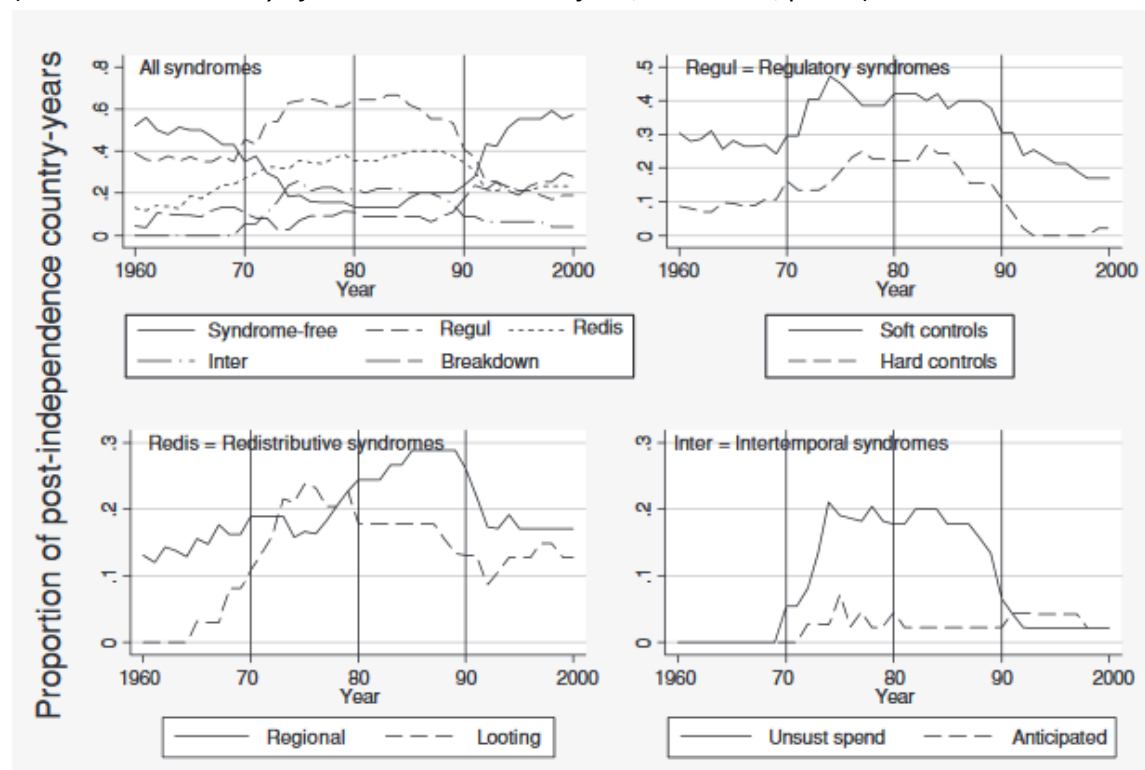 Proportion of post-independence country-years
All syndromes
.8
.6
.4
.2
0
1960 70 80 90 2000
Year
Syndrome-free Regul Redis
Inter Breakdown
Regul = Regulatory syndromes
.5
.4
.3
.2
.1
0
1960 70 80 90 2000
Year
Soft controls
Hard controls
Redis = Redistributive syndromes
.3
.2
.1
0
1960 70 80 90 2000
Year
Regional Looting
Inter = Intertemporal syndromes
.3
.2
.1
0
1960 70 80 90 2000
Year
Unsust spend Anticipated